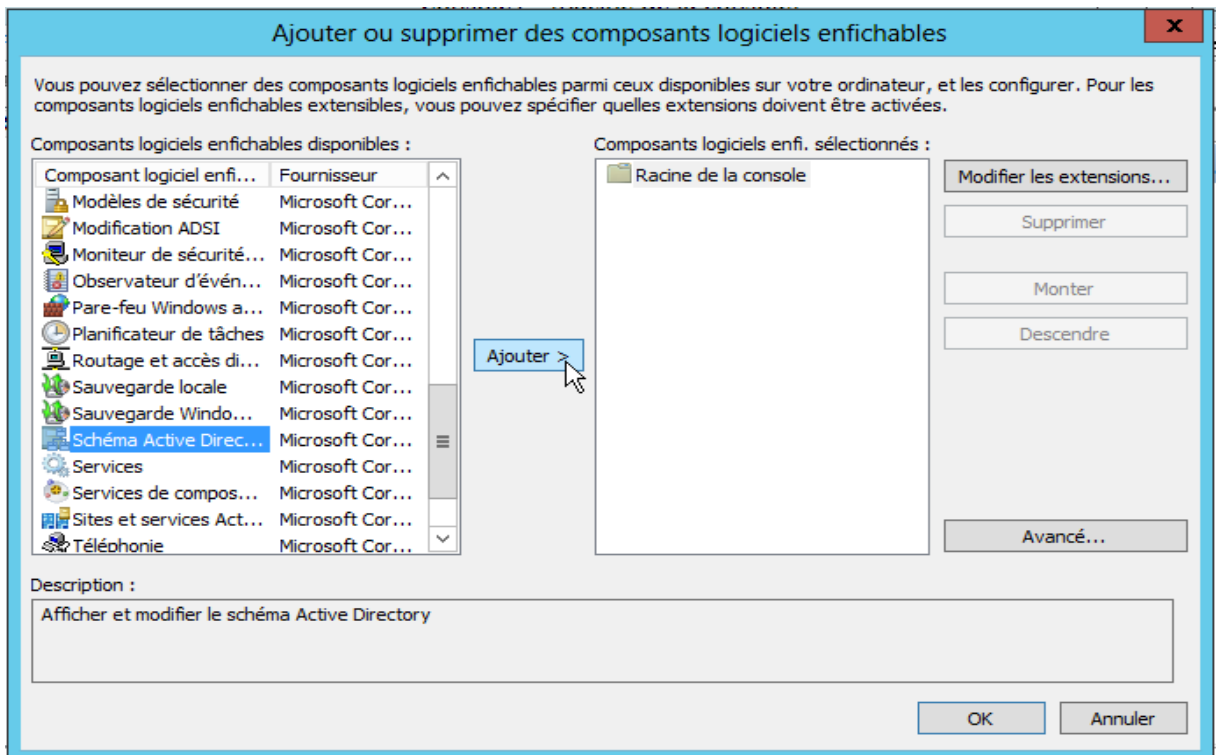 Ajouter ou supprimer des composants logiciels enfichables
x
Vous pouvez sélectionner des composants logiciels enfichables parmi ceux disponibles sur votre ordinateur, et les configurer. Pour les
composants logiciels enfichables extensibles, vous pouvez spécifier quelles extensions doivent être activées.
Composants logiciels enfichables disponibles :
Composant logiciel enfi... Fournisseur
Modèles de sécurité Microsoft Cor...
Modification ADSI Microsoft Cor...
Moniteur de sécurité... Microsoft Cor...
Observateur d'évén... Microsoft Cor...
Pare-feu Windows a... Microsoft Cor...
Planificateur de tâches Microsoft Cor...
Routage et accès di... Microsoft Cor...
Sauvegarde locale Microsoft Cor...
Sauvegarde Windo... Microsoft Cor...
Schéma Active Direc... Microsoft Cor...
Services Microsoft Cor...
Services de compos... Microsoft Cor...
Sites et services Act... Microsoft Cor...
Téléphonie Microsoft Cor...
Ajouter >
Composants logiciels enfi. sélectionnés :
Racine de la console
Modifier les extensions...
Supprimer
Monter
Descendre
Avancé...
Description :
Afficher et modifier le schéma Active Directory
OK
Annuler